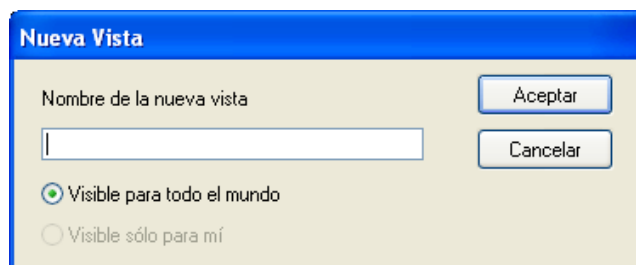 Nueva Vista
Nombre de la nueva vista
Aceptar
Cancelar
Visible para todo el mundo
Visible sólo para mí